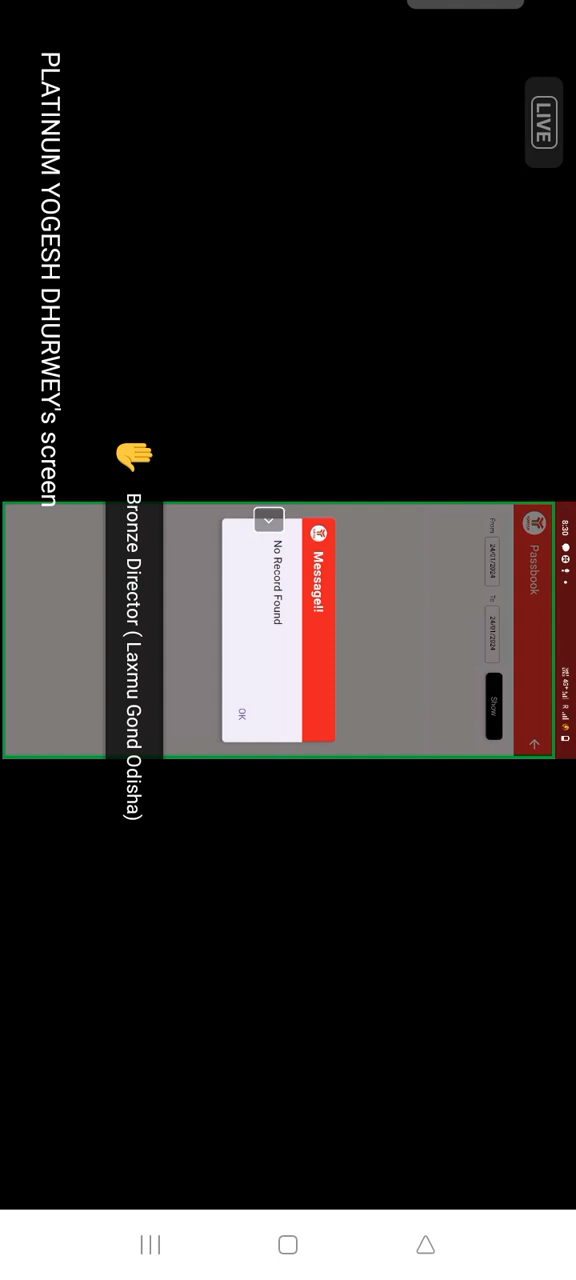 LIVE
8:30
Passbook
From
24/21/2024
To
24/01/2024
Show
Message!!
No Record Found
OK
✋ Bronze Director ( Laxmu Gond Odisha)
PLATINUM YOGESH DHURWEY's screen